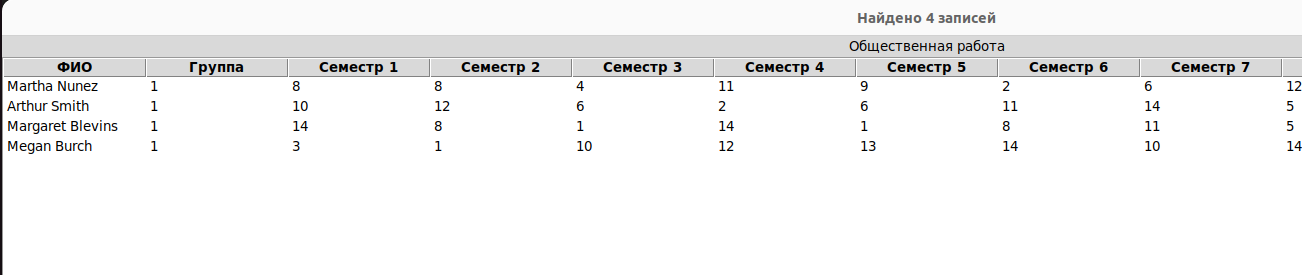 Найдено 4 записей
Общественная работа
ФИО Группа Семестр 1 Семестр 2 Семестр 3 Семестр 4 Семестр 5 Семестр 6 Семестр 7
Martha Nunez 1 8 8 4 11 9 2 6 12
Arthur Smith 1 10 12 6 2 6 11 14 5
Margaret Blevins 1 14 8 1 14 1 8 11 5
Megan Burch 1 3 1 10 12 13 14 10 14